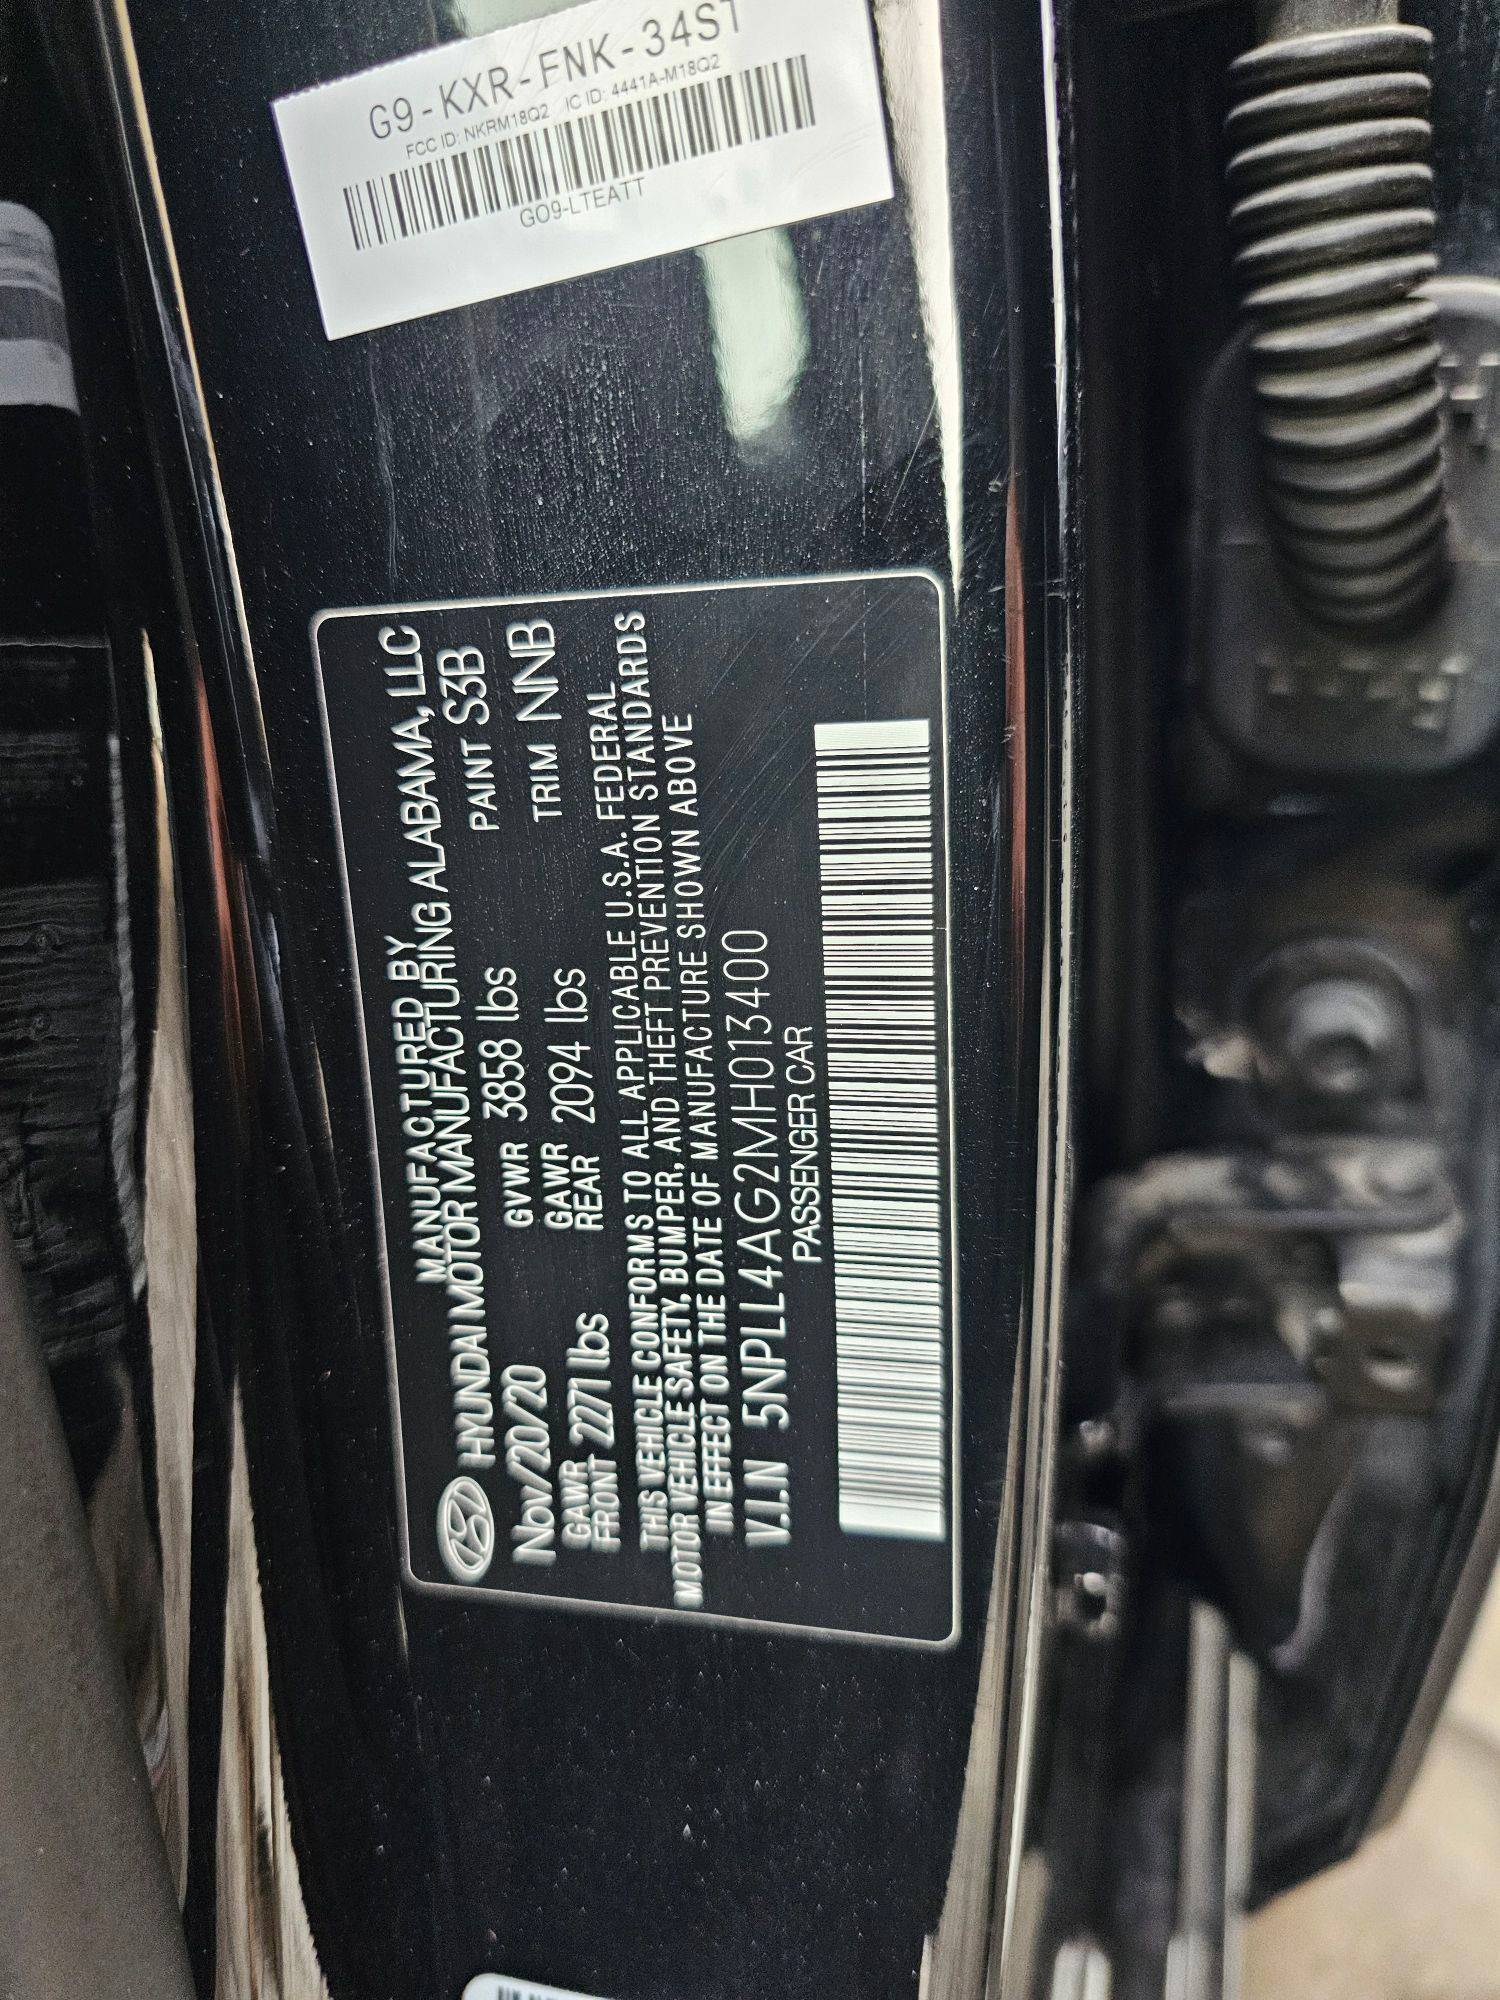 G9-KXR-FNK-34ST
FCC ID: NKRM18Q2 IC ID: 4441A-M18Q2
GO9-LTEATT
MANUFACTURED BY
HYUNDAI MOTOR MANUFACTURING ALABAMA, LLC
Nov/20/20 GVWR 3858 lbs PAINT S3B
GAWR FRONT 2271 lbs GAWR REAR 2094 lbs TRIM NNB
THIS VEHICLE CONFORMS TO ALL APPLICABLE U.S.A. FEDERAL
MOTOR VEHICLE SAFETY, BUMPER, AND THEFT PREVENTION STANDARDS
IN EFFECT ON THE DATE OF MANUFACTURE SHOWN ABOVE
V.I.N 5NPLL4AG2MH013400
PASSENGER CAR